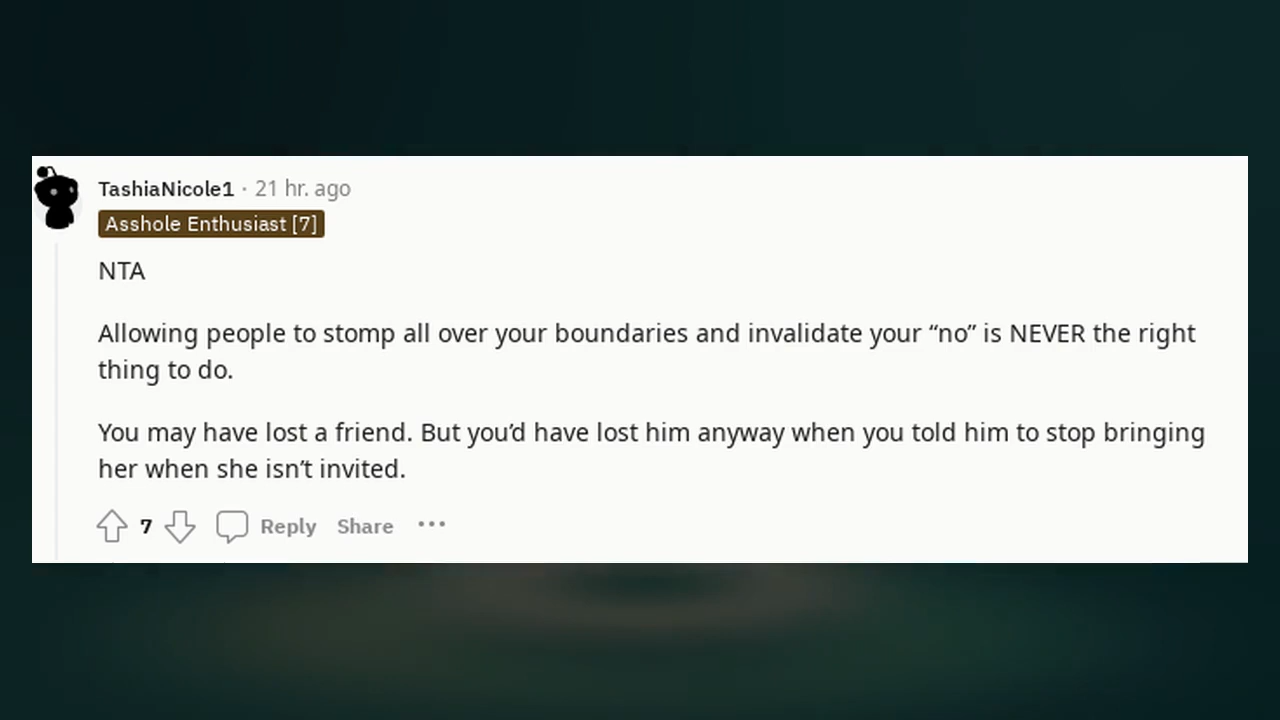 TashiaNicole1 · 21 hr. ago
Asshole Enthusiast [7]
NTA
Allowing people to stomp all over your boundaries and invalidate your “no” is NEVER the right
thing to do.
You may have lost a friend. But you’d have lost him anyway when you told him to stop bringing
her when she isn’t invited.
7 Reply Share ···